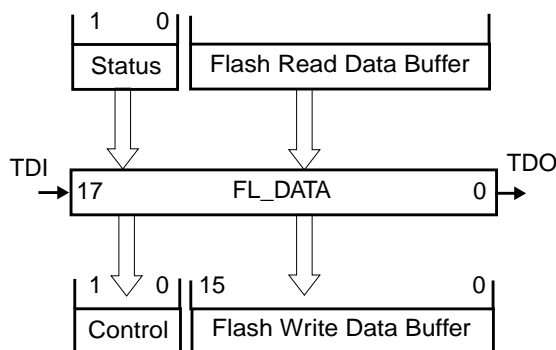 1 0
Status Flash Read Data Buffer
TDI TDO
17 FL_DATA 0
1 0 15 0
Control Flash Write Data Buffer